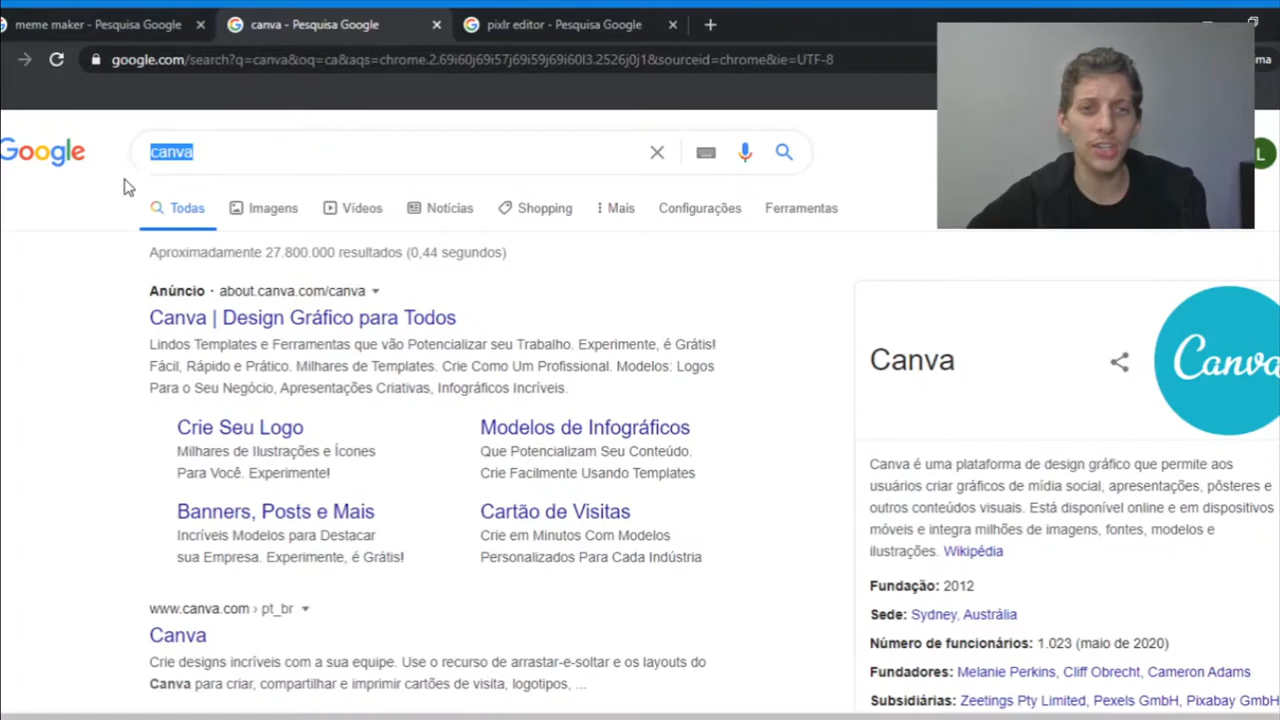 meme maker - Pesquisa Google
canva - Pesquisa Google
pixlr editor - Pesquisa Google
google.com/search?q=canva&oq=ca&aqs=chrome.2.69i60j69i57j69i59j69i60l3.2526j0j1&sourceid=chrome&ie=UTF-8
ma
Google
canva
L
Todas
Imagens
Vídeos
Notícias
Shopping
Mais
Configurações
Ferramentas
Aproximadamente 27.800.000 resultados (0,44 segundos)
Anúncio · about.canva.com/canva
Canva | Design Gráfico para Todos
Lindos Templates e Ferramentas que vão Potencializar seu Trabalho. Experimente, é Grátis!
Fácil, Rápido e Prático. Milhares de Templates. Crie Como Um Profissional. Modelos: Logos
Para o Seu Negócio, Apresentações Criativas, Infográficos Incríveis.
Crie Seu Logo
Milhares de Ilustrações e Ícones
Para Você. Experimente!
Modelos de Infográficos
Que Potencializam Seu Conteúdo.
Crie Facilmente Usando Templates
Banners, Posts e Mais
Incríveis Modelos para Destacar
sua Empresa. Experimente, é Grátis!
Cartão de Visitas
Crie em Minutos Com Modelos
Personalizados Para Cada Indústria
www.canva.com › pt_br
Canva
Crie designs incríveis com a sua equipe. Use o recurso de arrastar-e-soltar e os layouts do
Canva para criar, compartilhar e imprimir cartões de visita, logotipos, ...
Canva
Canva
Canva é uma plataforma de design gráfico que permite aos
usuários criar gráficos de mídia social, apresentações, pôsteres e
outros conteúdos visuais. Está disponível online e em dispositivos
móveis e integra milhões de imagens, fontes, modelos e
ilustrações. Wikipédia
Fundação: 2012
Sede: Sydney, Austrália
Número de funcionários: 1.023 (maio de 2020)
Fundadores: Melanie Perkins, Cliff Obrecht, Cameron Adams
Subsidiárias: Zeetings Pty Limited, Pexels GmbH, Pixabay GmbH